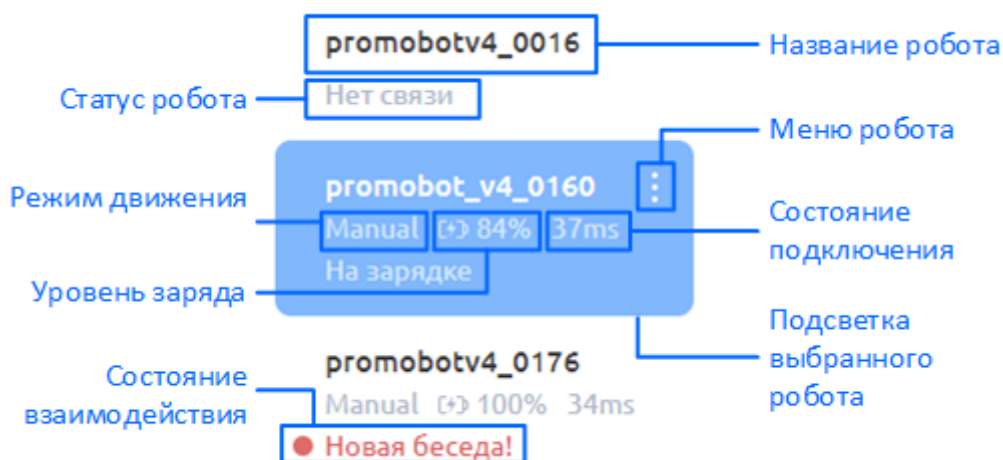 promobotv4_0016
Название робота
Статус робота
Нет связи
Меню робота
promobot_v4_0160
Режим движения
Manual 84% 37ms
Состояние
подключения
На зарядке
Уровень заряда
Подсветка
выбранного
робота
promobotv4_0176
Состояние
взаимодействия
Manual 100% 34ms
Новая беседа!